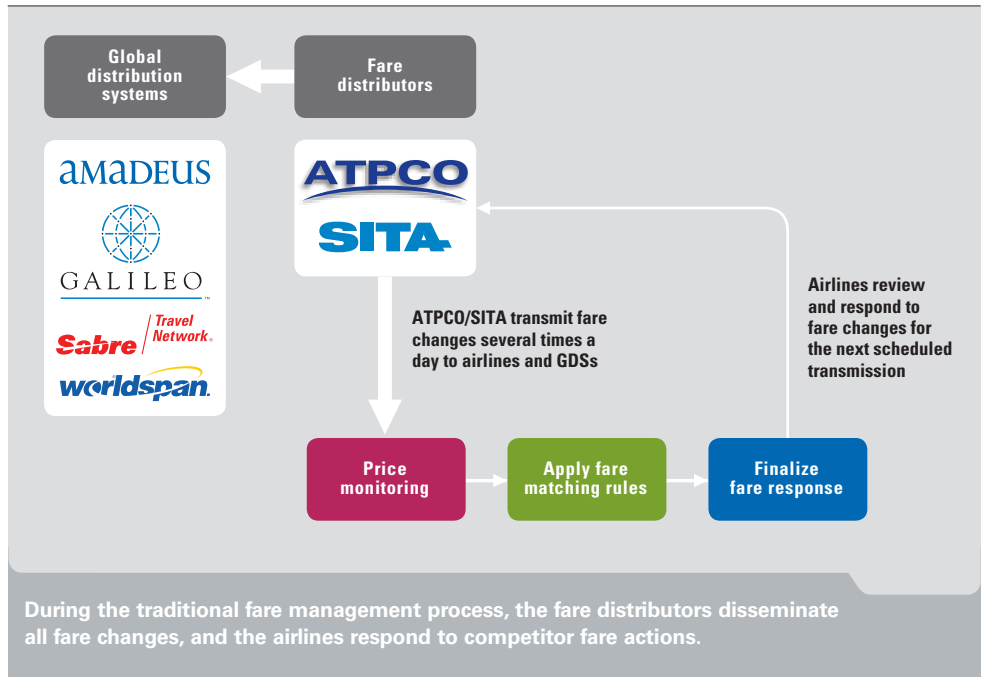 Global
distribution
systems
Fare
distributors
aMaDEUS
GALILEO
™
Sabre
Travel
Network®
worldspan.
ATPCO
SITA
ATPCO/SITA transmit fare
changes several times a
day to airlines and GDSs
Airlines review
and respond to
fare changes for
the next scheduled
transmission
Price
monitoring
Apply fare
matching rules
Finalize
fare response
During the traditional fare management process, the fare distributors disseminate
all fare changes, and the airlines respond to competitor fare actions.